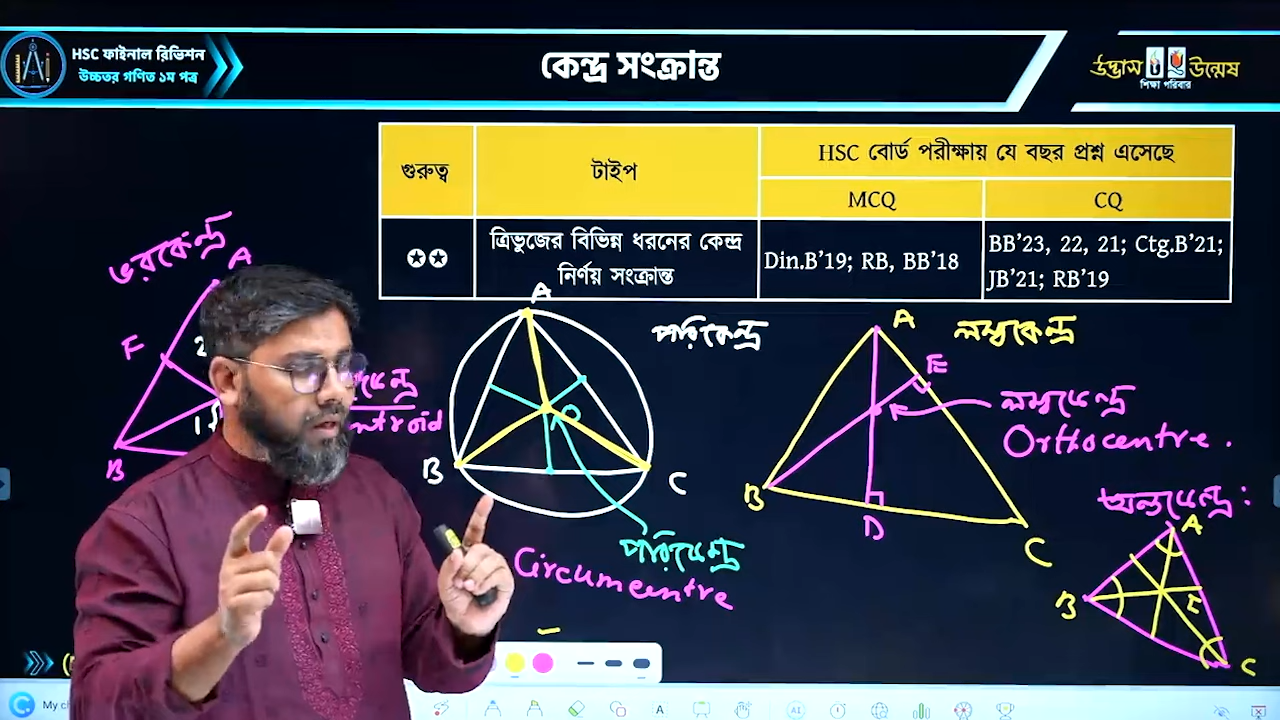 HSC ফাইনাল রিভিশন
উচ্চতর গণিত ১ম পত্র
কেন্দ্র সংক্রান্ত
উদ্ভাস উন্মেষ
শিক্ষা পরিবার
গুরুত্ব
টাইপ
HSC বোর্ড পরীক্ষায় যে বছর প্রশ্ন এসেছে
MCQ
CQ
✪✪
ত্রিভুজের বিভিন্ন ধরনের কেন্দ্র
নির্ণয় সংক্রান্ত
Din.B’19; RB, BB’18
BB’23, 22, 21; Ctg.B’21;
JB’21; RB’19
ভরকেন্দ্র
A
F
B
A
B
C
O
পরিকেন্দ্র
পরিকেন্দ্র
Circumcentre
A
B
C
D
E
লম্বকেন্দ্র
লম্বকেন্দ্র
Orthocentre.
অন্তকেন্দ্র:
A
B
E
C